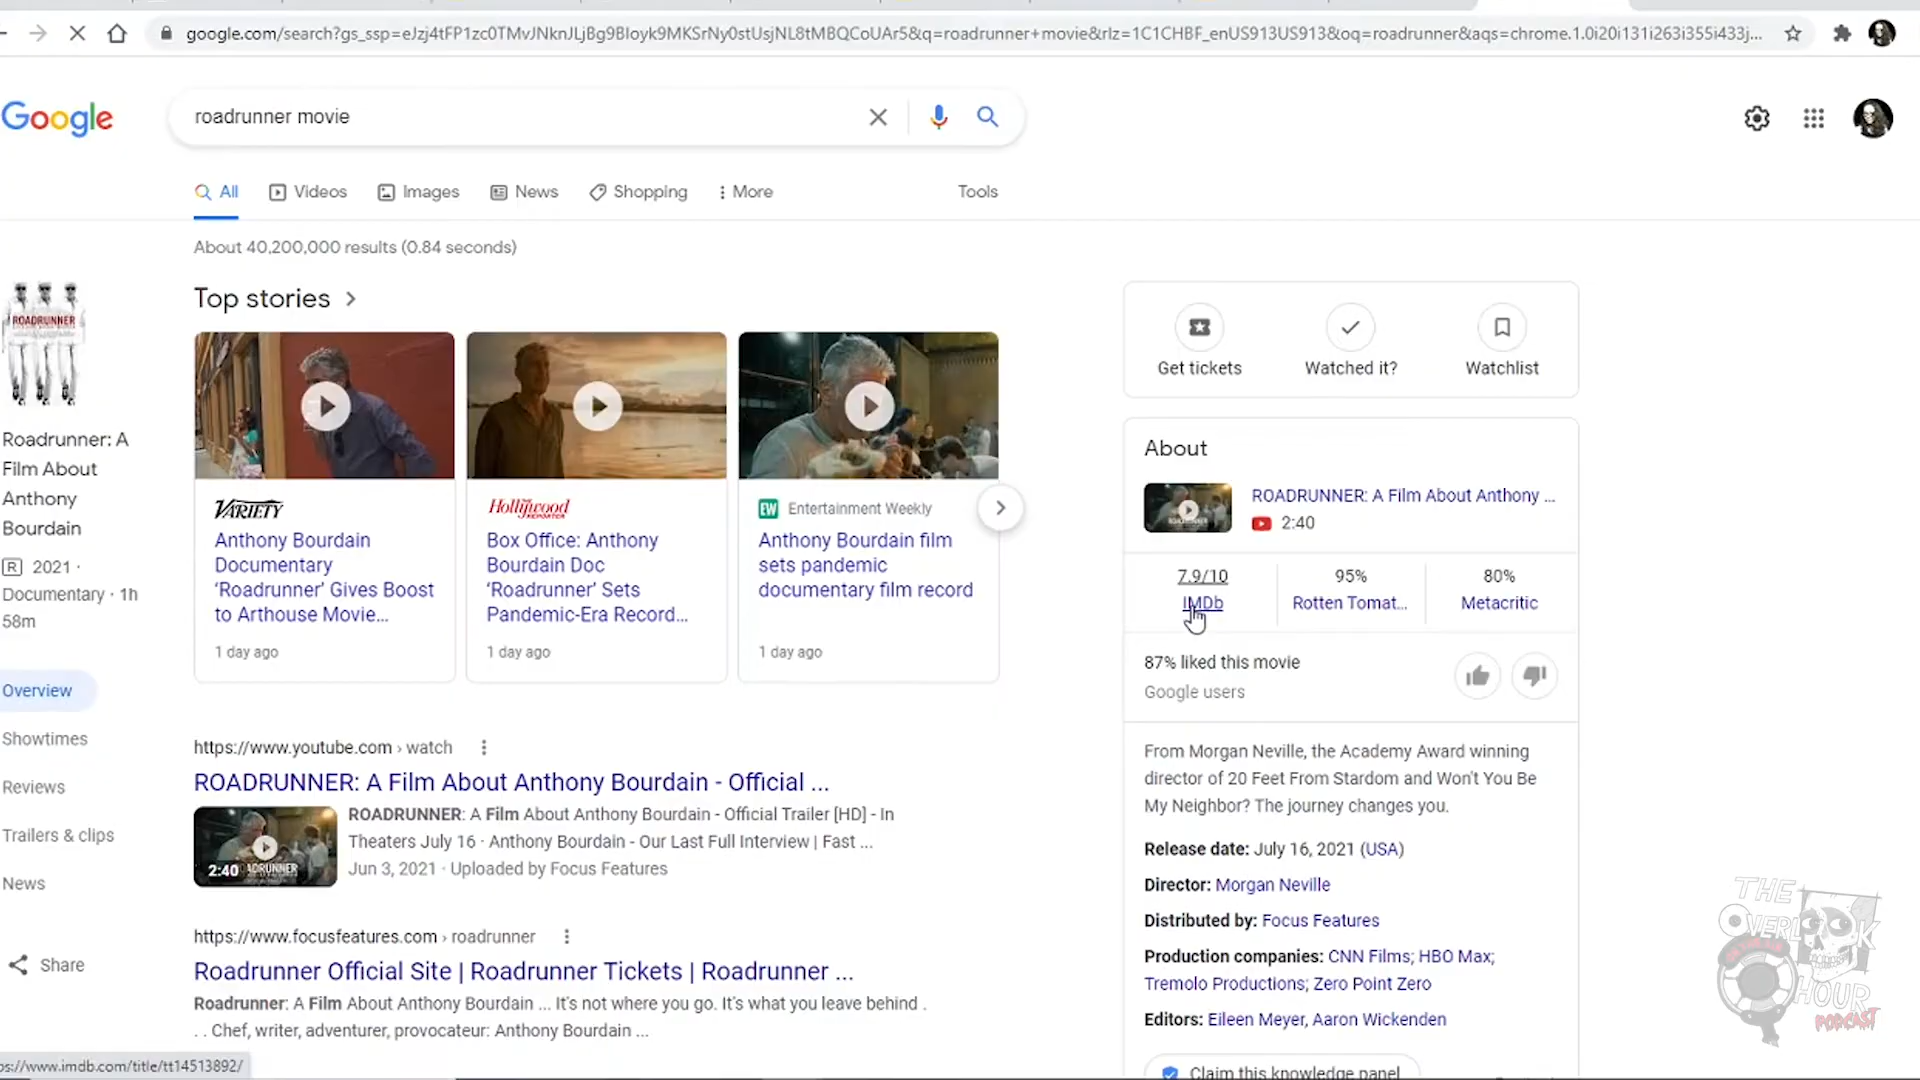 google.com/search?gs_ssp=eJzj4tFP1zc0TMvJNknJLjBg9BIoyk9MKSrNy0stUsjNL8tMBQCoUAr5&q=roadrunner+movie&rlz=1C1CHBF_enUS913US913&oq=roadrunner&aqs=chrome.1.0i20i131i263i355i433j...
Google
roadrunner movie
All
Videos
Images
News
Shopping
More
Tools
About 40,200,000 results (0.84 seconds)
ROADRUNNER
Roadrunner: A
Film About
Anthony
Bourdain
R 2021 ·
Documentary · 1h
58m
Overview
Showtimes
Reviews
Trailers & clips
News
Share
Top stories
VARIETY
Anthony Bourdain
Documentary
‘Roadrunner’ Gives Boost
to Arthouse Movie...
1 day ago
The Hollywood
REPORTER
Box Office: Anthony
Bourdain Doc
‘Roadrunner’ Sets
Pandemic-Era Record...
1 day ago
EW Entertainment Weekly
Anthony Bourdain film
sets pandemic
documentary film record
1 day ago
https://www.youtube.com › watch
ROADRUNNER: A Film About Anthony Bourdain - Official ...
2:40
ROADRUNNER: A Film About Anthony Bourdain - Official Trailer [HD] - In
Theaters July 16 · Anthony Bourdain - Our Last Full Interview | Fast ...
Jun 3, 2021 · Uploaded by Focus Features
https://www.focusfeatures.com › roadrunner
Roadrunner Official Site | Roadrunner Tickets | Roadrunner ...
Roadrunner: A Film About Anthony Bourdain ... It's not where you go. It's what you leave behind .
. . Chef, writer, adventurer, provocateur: Anthony Bourdain ...
Get tickets
Watched it?
Watchlist
About
ROADRUNNER: A Film About Anthony ...
2:40
7.9/10
IMDb
95%
Rotten Tomat...
80%
Metacritic
87% liked this movie
Google users
From Morgan Neville, the Academy Award winning
director of 20 Feet From Stardom and Won't You Be
My Neighbor? The journey changes you.
Release date: July 16, 2021 (USA)
Director: Morgan Neville
Distributed by: Focus Features
Production companies: CNN Films; HBO Max;
Tremolo Productions; Zero Point Zero
Editors: Eileen Meyer, Aaron Wickenden
Claim this knowledge panel
ps://www.imdb.com/title/tt14513892/
THE
OVERLOOK
HOUR
PODCAST